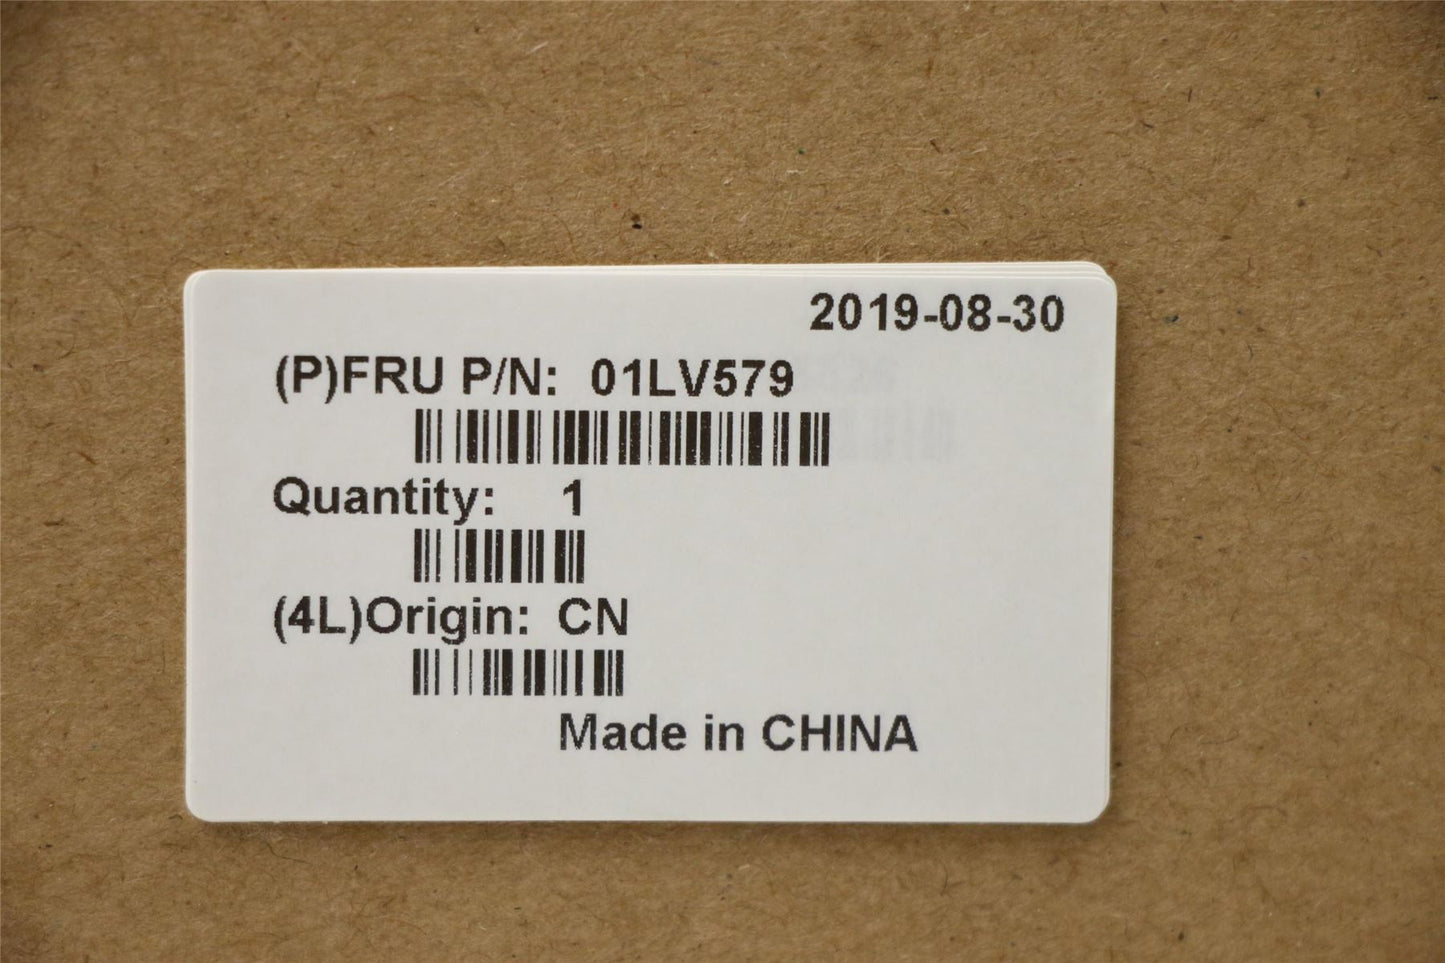 2019-08-30
(P)FRU P/N: 01LV579
Quantity: 1
(4L)Origin: CN
Made in CHINA